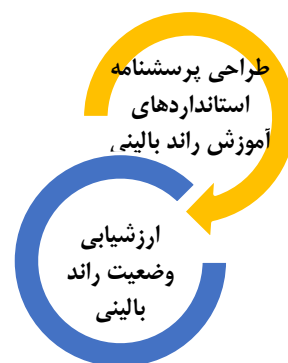 طراحی پرسشنامه
استانداردهای
آموزش راند بالینی
ارزشیابی
وضعیت راند
بالینی